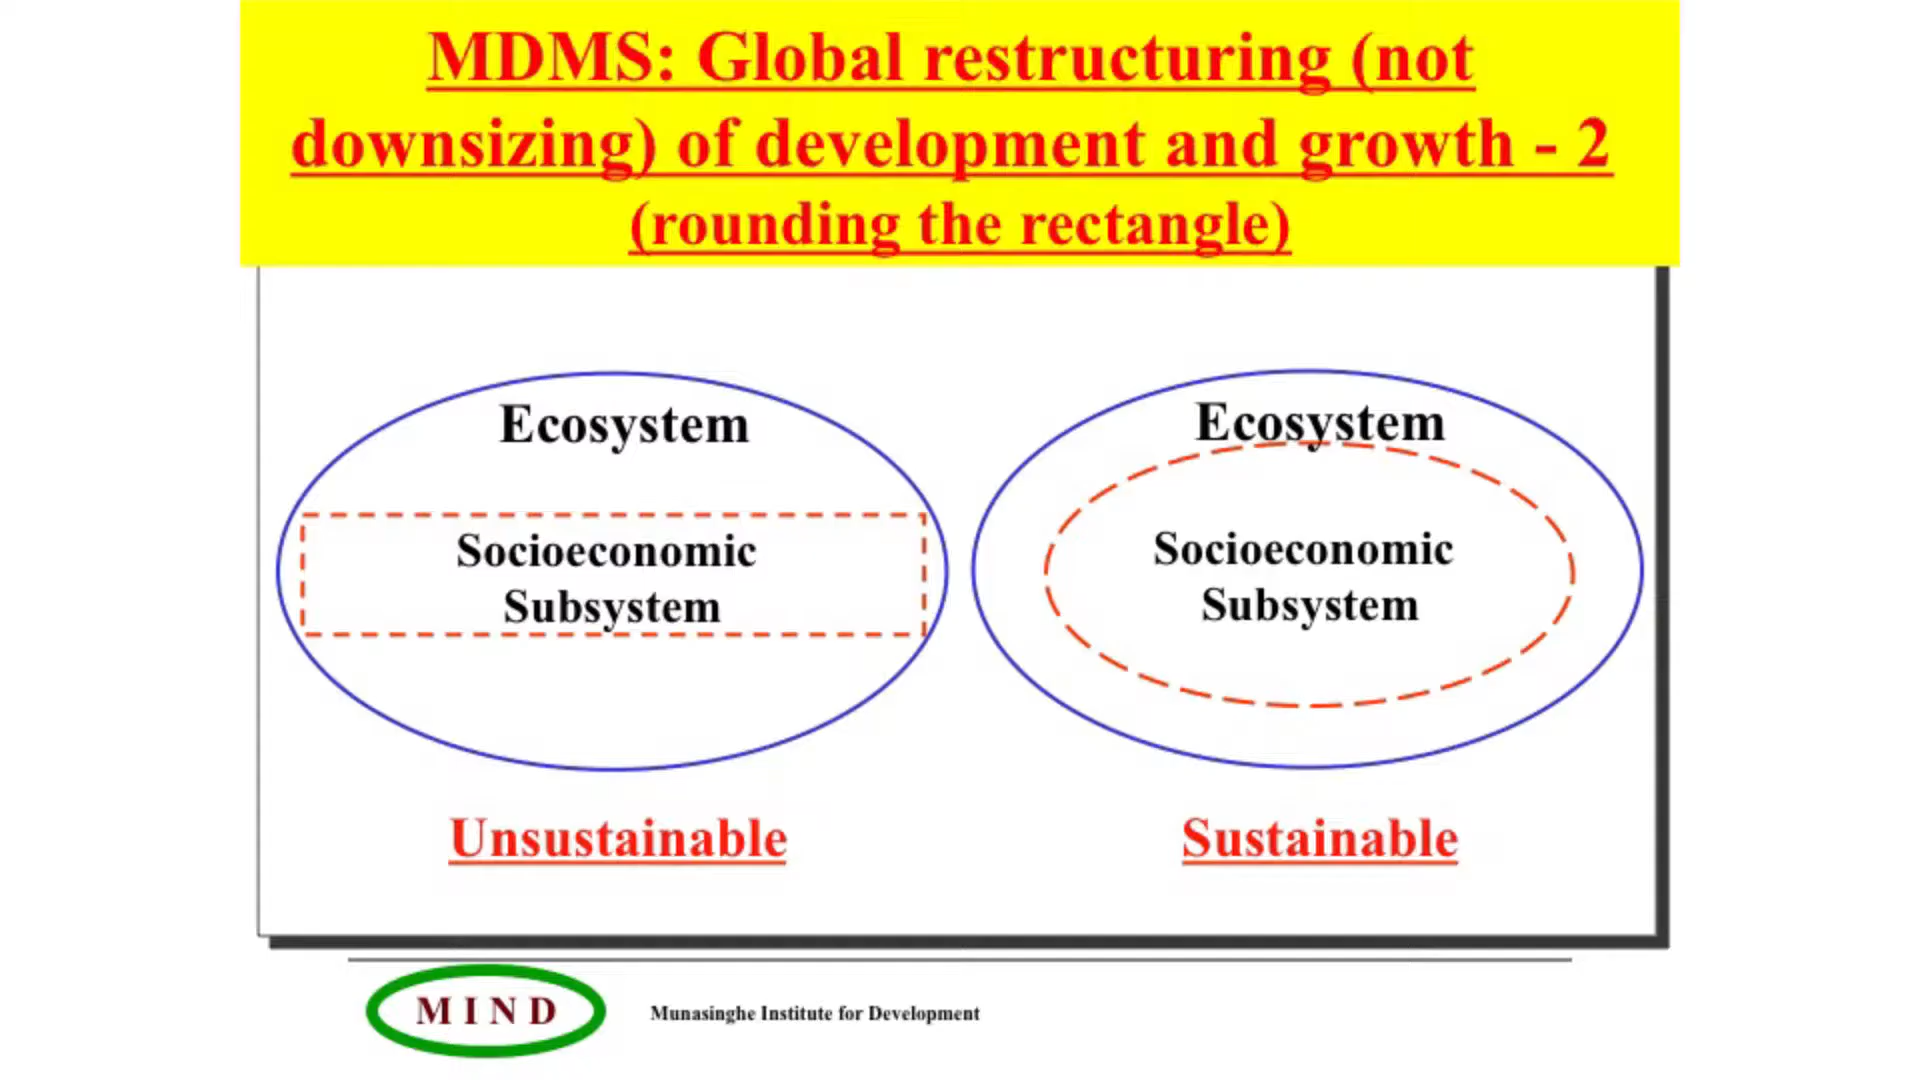 MDMS: Global restructuring (not
downsizing) of development and growth - 2
(rounding the rectangle)
Ecosystem
Socioeconomic
Subsystem
Unsustainable
Ecosystem
Socioeconomic
Subsystem
Sustainable
M I N D
Munasinghe Institute for Development